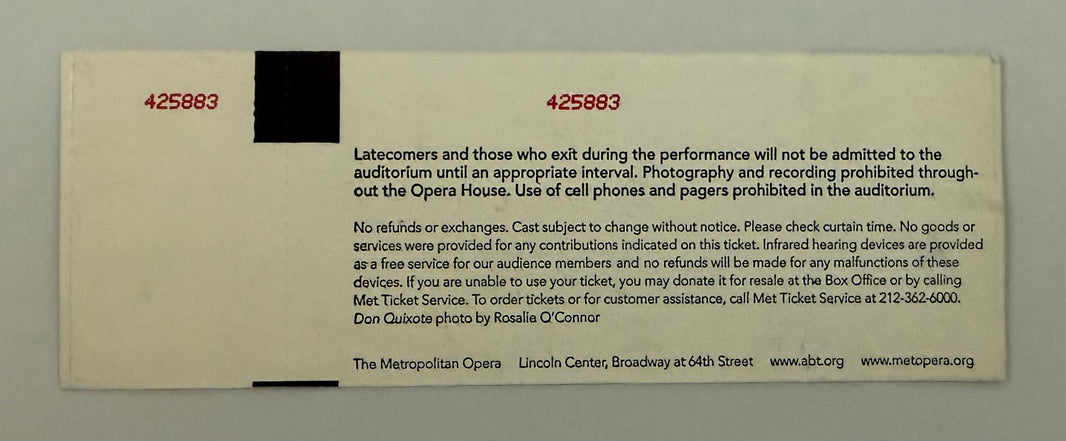 425883 425883
Latecomers and those who exit during the performance will not be admitted to the
auditorium until an appropriate interval. Photography and recording prohibited through-
out the Opera House. Use of cell phones and pagers prohibited in the auditorium.
No refunds or exchanges. Cast subject to change without notice. Please check curtain time. No goods or
services were provided for any contributions indicated on this ticket. Infrared hearing devices are provided
as a free service for our audience members and no refunds will be made for any malfunctions of these
devices. If you are unable to use your ticket, you may donate it for resale at the Box Office or by calling
Met Ticket Service. To order tickets or for customer assistance, call Met Ticket Service at 212-362-6000.
Don Quixote photo by Rosalie O'Connor
The Metropolitan Opera Lincoln Center, Broadway at 64th Street www.abt.org www.metopera.org